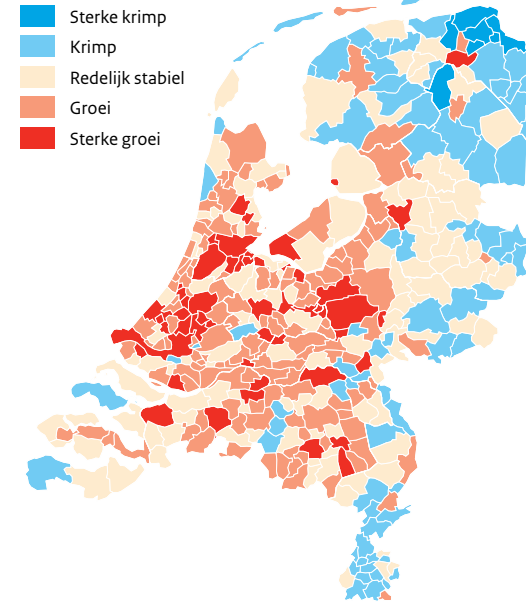 Sterke krimp
Krimp
Redelijk stabiel
Groei
Sterke groei